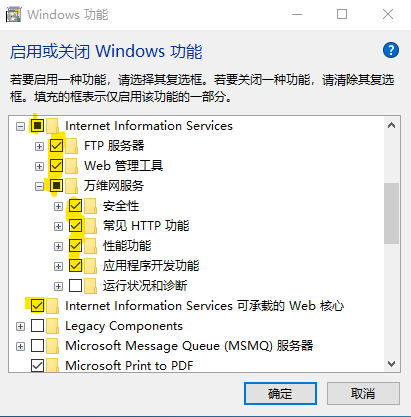 Windows 功能
启用或关闭 Windows 功能
若要启用一种功能，请选择其复选框。若要关闭一种功能，请清除其复选
框。填充的框表示仅启用该功能的一部分。
Internet Information Services
FTP 服务器
Web 管理工具
万维网服务
安全性
常见 HTTP 功能
性能功能
应用程序开发功能
运行状况和诊断
Internet Information Services 可承载的 Web 核心
Legacy Components
Microsoft Message Queue (MSMQ) 服务器
Microsoft Print to PDF
确定
取消